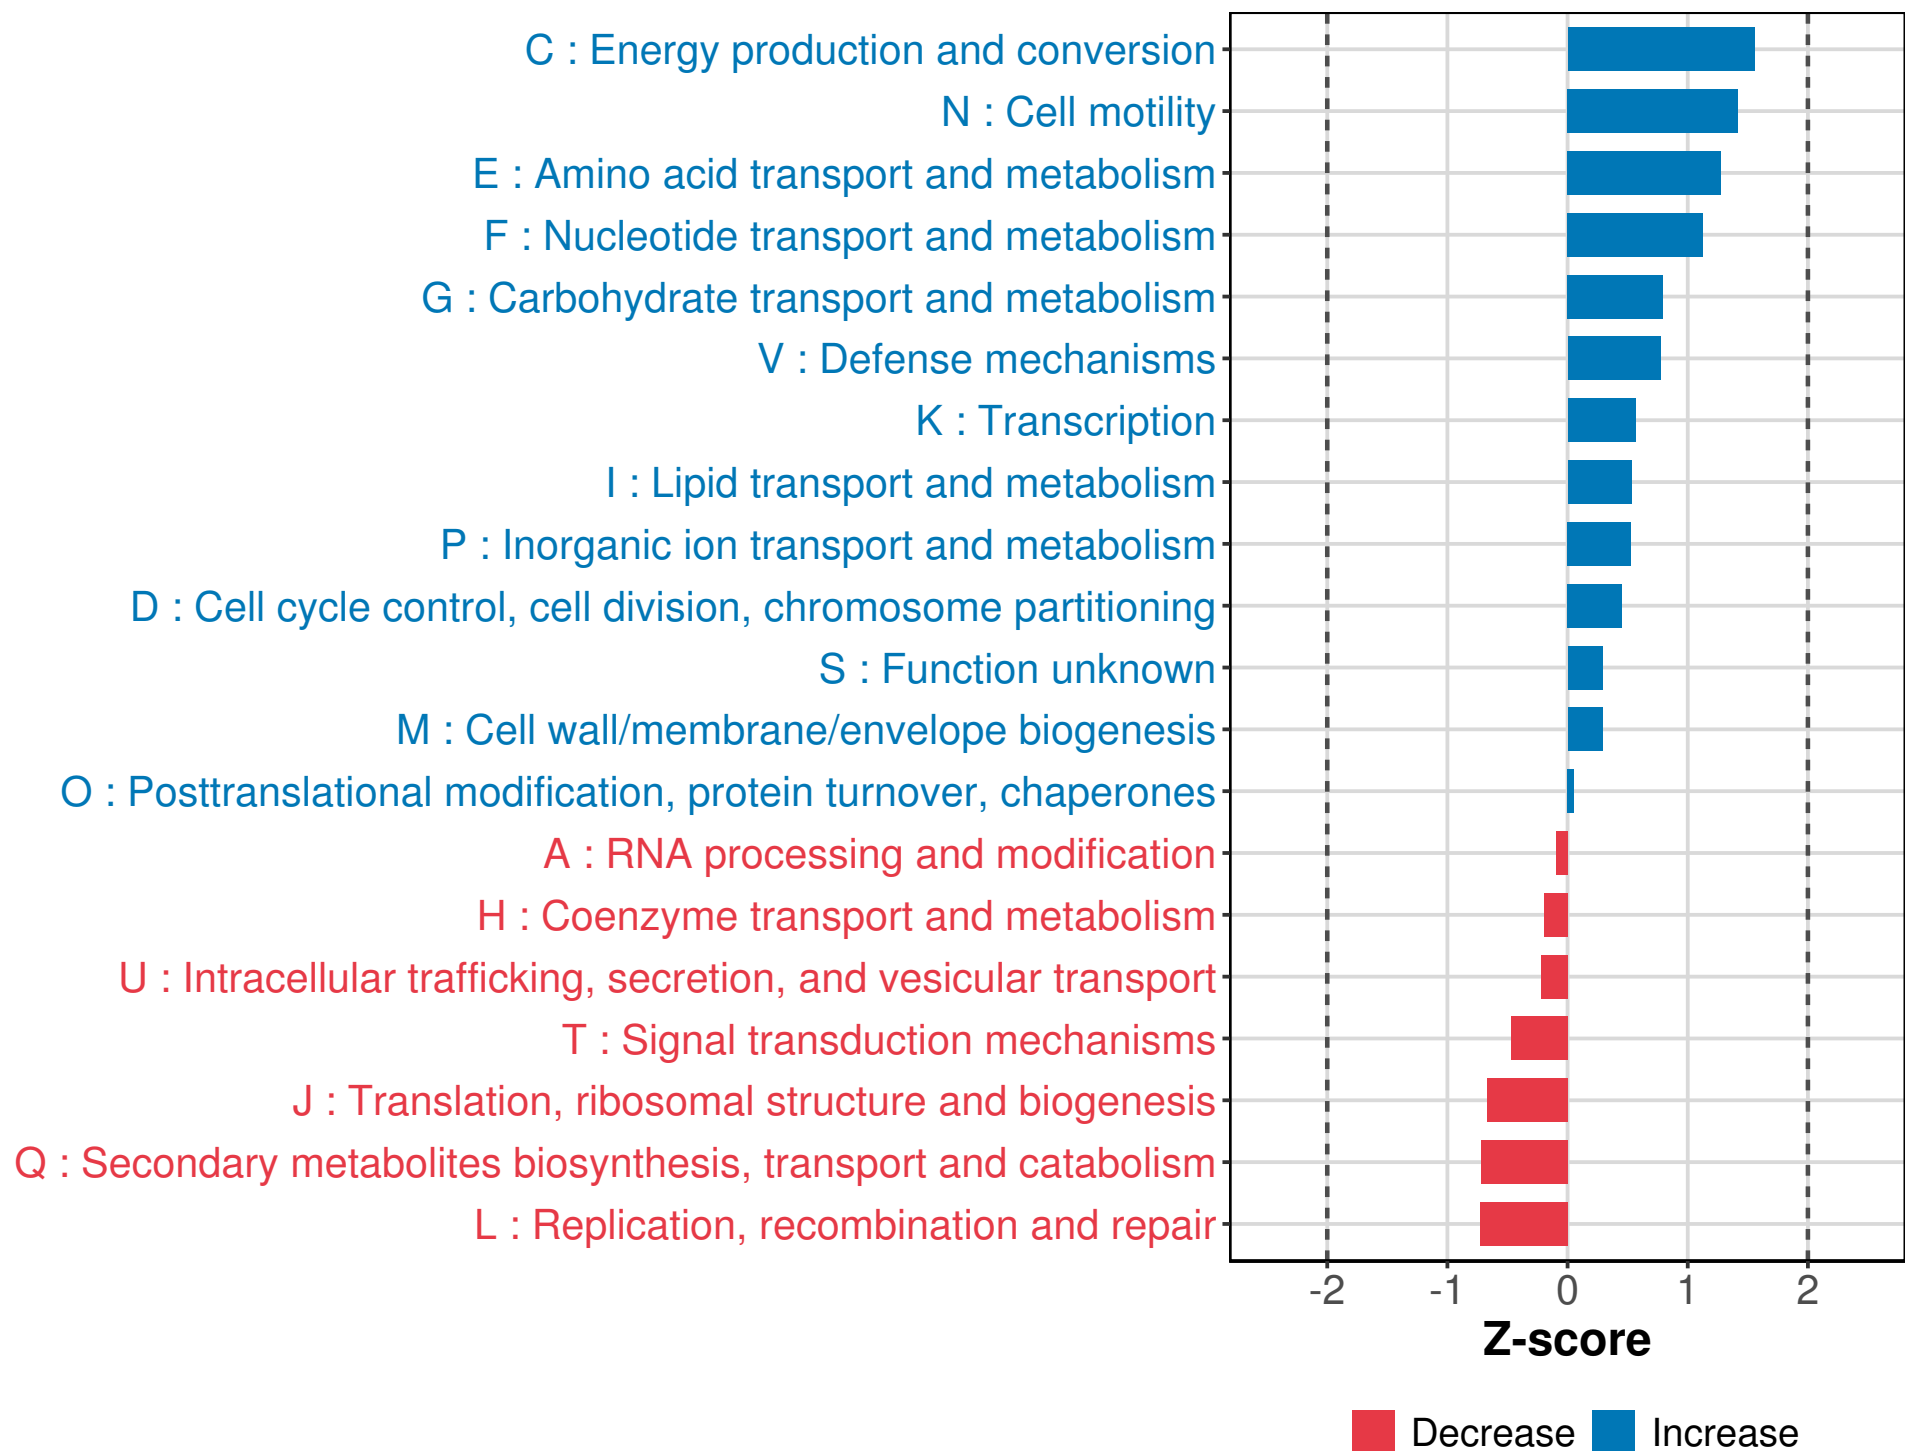 C : Energy production and conversion
N : Cell motility
E : Amino acid transport and metabolism
F : Nucleotide transport and metabolism
G : Carbohydrate transport and metabolism
V : Defense mechanisms
K : Transcription
I : Lipid transport and metabolism
P : Inorganic ion transport and metabolism
D : Cell cycle control, cell division, chromosome partitioning
S : Function unknown
M : Cell wall/membrane/envelope biogenesis
O : Posttranslational modification, protein turnover, chaperones
A : RNA processing and modification
H : Coenzyme transport and metabolism
U : Intracellular trafficking, secretion, and vesicular transport
T : Signal transduction mechanisms
J : Translation, ribosomal structure and biogenesis
Q : Secondary metabolites biosynthesis, transport and catabolism
L : Replication, recombination and repair
-2 -1 0 1 2
Z-score
Decrease Increase